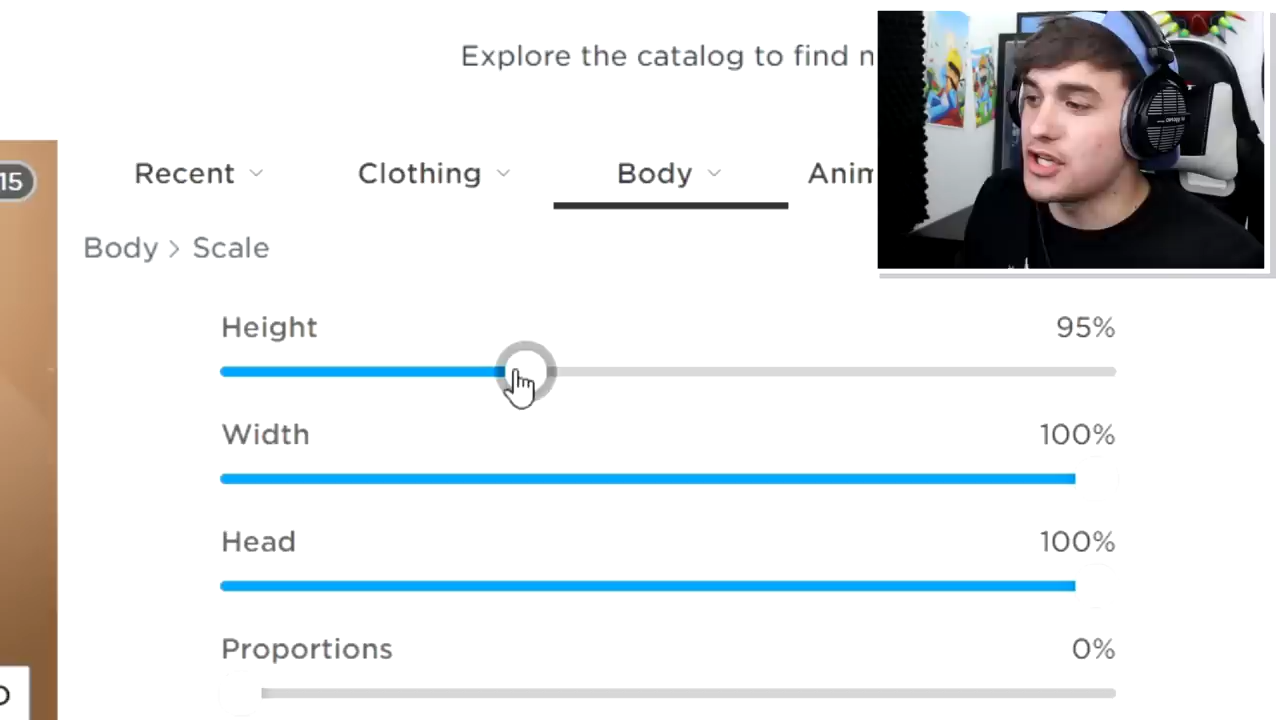 Explore the catalog to find
15
Recent
Clothing
Body
Anim
Body > Scale
Height
95%
Width
100%
Head
100%
Proportions
0%